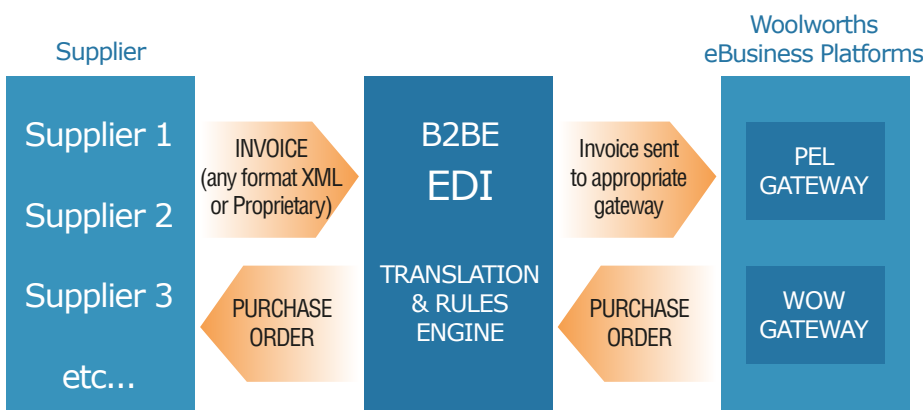 Supplier
Woolworths
eBusiness Platforms
Supplier 1
Supplier 2
Supplier 3
etc...
INVOICE
(any format XML
or Proprietary)
PURCHASE
ORDER
B2BE
EDI
TRANSLATION
& RULES
ENGINE
Invoice sent
to appropriate
gateway
PURCHASE
ORDER
PEL
GATEWAY
WOW
GATEWAY